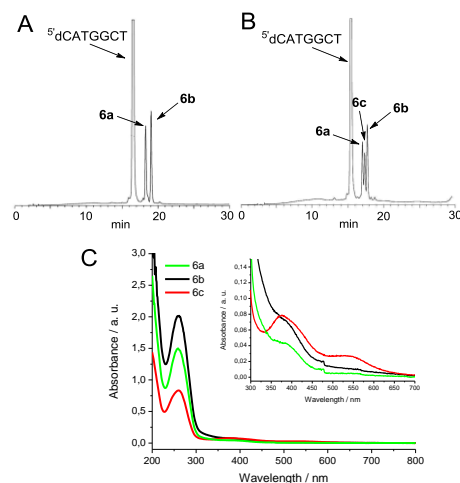 A
5'dCATGGCT
6a
6b
0 10 20 30
min
B
5'dCATGGCT
6a
6c
6b
0 10 20 30
min
C
Absorbance / a. u.
3,0
2,5
2,0
1,5
1,0
0,5
0,0
200 300 400 500 600 700 800
Wavelength / nm
6a
6b
6c
Absorbance / a. u.
0,14
0,12
0,10
0,08
0,06
0,04
0,02
0,00
300 350 400 450 500 550 600 650 700
Wavelength / nm